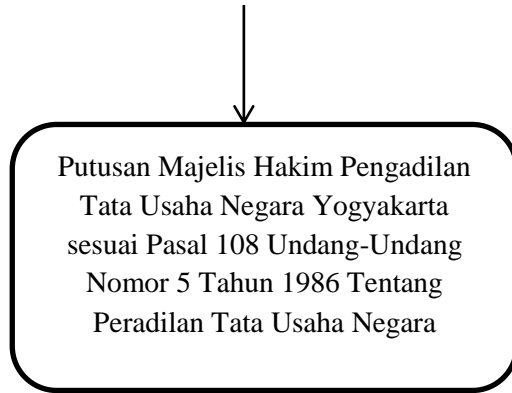 Putusan Majelis Hakim Pengadilan
Tata Usaha Negara Yogyakarta
sesuai Pasal 108 Undang-Undang
Nomor 5 Tahun 1986 Tentang
Peradilan Tata Usaha Negara